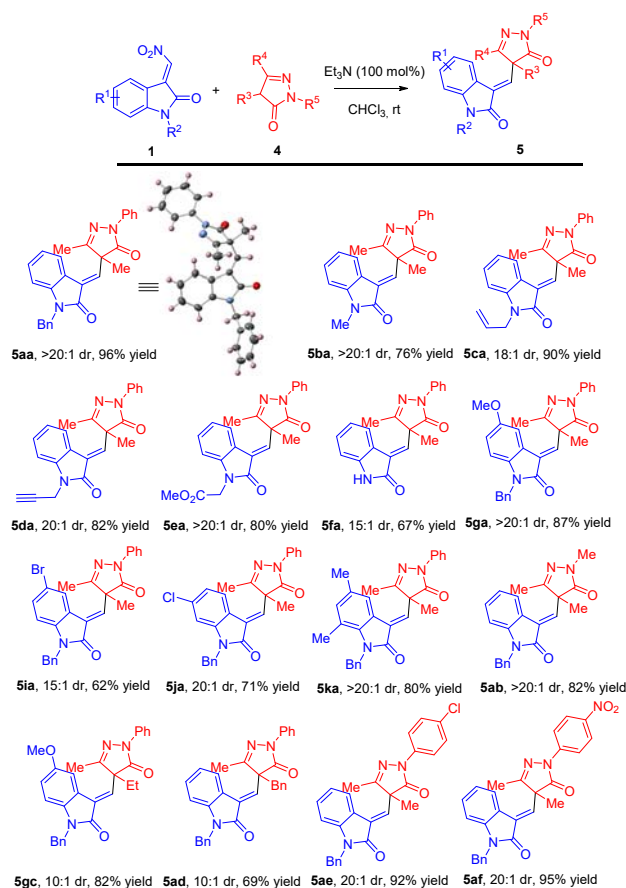 NO₂
R¹
O
N
R²
1
+
R⁴
N
R³
N
R⁵
O
4
Et₃N (100 mol%)
CHCl₃, rt
R⁵
N N
R⁴
O
R¹
R³
O
N
R²
5
Ph
N N
Me
O
Me
O
N
Bn
5aa, >20:1 dr, 96% yield
Ph
N N
Me
O
Me
O
N
Me
5ba, >20:1 dr, 76% yield
Ph
N N
Me
O
Me
O
N
5ca, 18:1 dr, 90% yield
Ph
N N
Me
O
Me
O
N
5da, 20:1 dr, 82% yield
Ph
N N
Me
O
Me
O
N
MeO₂C
5ea, >20:1 dr, 80% yield
Ph
N N
Me
O
Me
O
HN
5fa, 15:1 dr, 67% yield
Ph
N N
MeO
Me
O
Me
O
N
Bn
5ga, >20:1 dr, 87% yield
Ph
N N
Br
Me
O
Me
O
N
Bn
5ia, 15:1 dr, 62% yield
Ph
N N
Me
O
Cl
Me
O
N
Bn
5ja, 20:1 dr, 71% yield
Ph
N N
Me
Me
O
Me
O
Me
N
Bn
5ka, >20:1 dr, 80% yield
Me
N N
Me
O
Me
O
N
Bn
5ab, >20:1 dr, 82% yield
Ph
N N
MeO
Me
O
Et
O
N
Bn
5gc, 10:1 dr, 82% yield
Ph
N N
Me
O
Bn
O
N
Bn
5ad, 10:1 dr, 69% yield
Cl
N N
Me
O
Me
O
N
Bn
5ae, 20:1 dr, 92% yield
NO₂
N N
Me
O
Me
O
N
Bn
5af, 20:1 dr, 95% yield